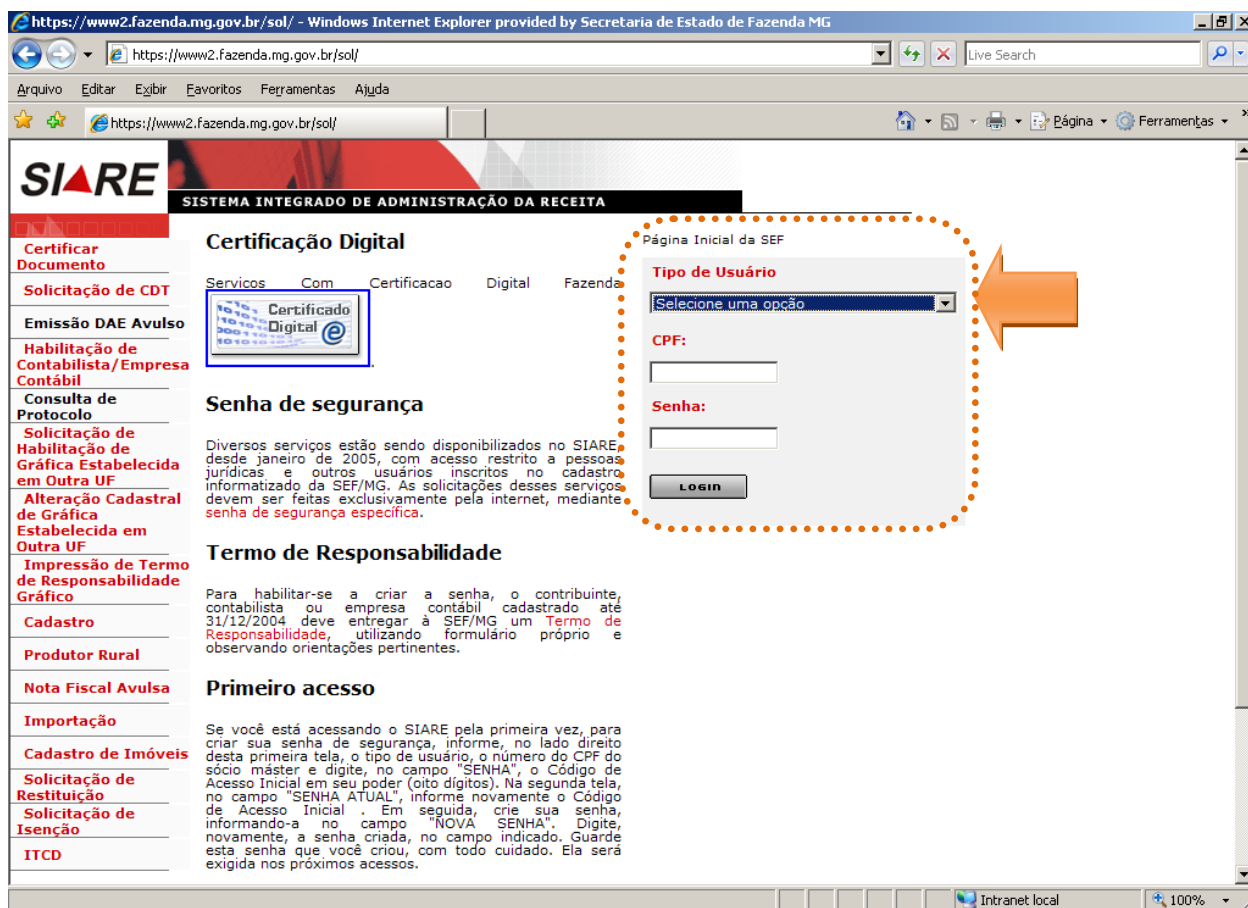 https://www2.fazenda.mg.gov.br/sol/ - Windows Internet Explorer provided by Secretaria de Estado de Fazenda MG
https://www2.fazenda.mg.gov.br/sol/
Live Search
Arquivo Editar Exibir Favoritos Ferramentas Ajuda
https://www2.fazenda.mg.gov.br/sol/
Página Ferramentas
SIARE
SISTEMA INTEGRADO DE ADMINISTRAÇÃO DA RECEITA
Certificar
Documento
Solicitação de CDT
Emissão DAE Avulso
Habilitação de
Contabilista/Empresa
Contábil
Consulta de
Protocolo
Solicitação de
Habilitação de
Gráfica Estabelecida
em Outra UF
Alteração Cadastral
de Gráfica
Estabelecida em
Outra UF
Impressão de Termo
de Responsabilidade
Gráfico
Cadastro
Produtor Rural
Nota Fiscal Avulsa
Importação
Cadastro de Imóveis
Solicitação de
Restituição
Solicitação de
Isenção
ITCD
Certificação Digital
Servicos Com Certificacao Digital Fazenda
Certificado
Digital e
.
Senha de segurança
Diversos serviços estão sendo disponibilizados no SIARE,
desde janeiro de 2005, com acesso restrito a pessoas
jurídicas e outros usuários inscritos no cadastro
informatizado da SEF/MG. As solicitações desses serviços
devem ser feitas exclusivamente pela internet, mediante
senha de segurança específica.
Termo de Responsabilidade
Para habilitar-se a criar a senha, o contribuinte,
contabilista ou empresa contábil cadastrado até
31/12/2004 deve entregar à SEF/MG um Termo de
Responsabilidade, utilizando formulário próprio e
observando orientações pertinentes.
Primeiro acesso
Se você está acessando o SIARE pela primeira vez, para
criar sua senha de segurança, informe, no lado direito
desta primeira tela, o tipo de usuário, o número do CPF do
sócio máster e digite, no campo "SENHA", o Código de
Acesso Inicial em seu poder (oito dígitos). Na segunda tela,
no campo "SENHA ATUAL", informe novamente o Código
de Acesso Inicial . Em seguida, crie sua senha,
informando-a no campo "NOVA SENHA". Digite,
novamente, a senha criada, no campo indicado. Guarde
esta senha que você criou, com todo cuidado. Ela será
exigida nos próximos acessos.
Página Inicial da SEF
Tipo de Usuário
Selecione uma opção
CPF:
Senha:
LOGIN
Intranet local
100%